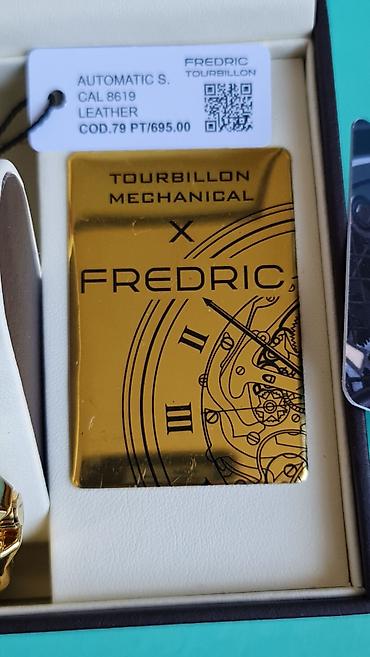 FREDRIC
TOURBILLON
AUTOMATIC S.
CAL 8619
LEATHER
COD.79 PT/695.00
TOURBILLON
MECHANICAL
X
FREDRIC
II
III